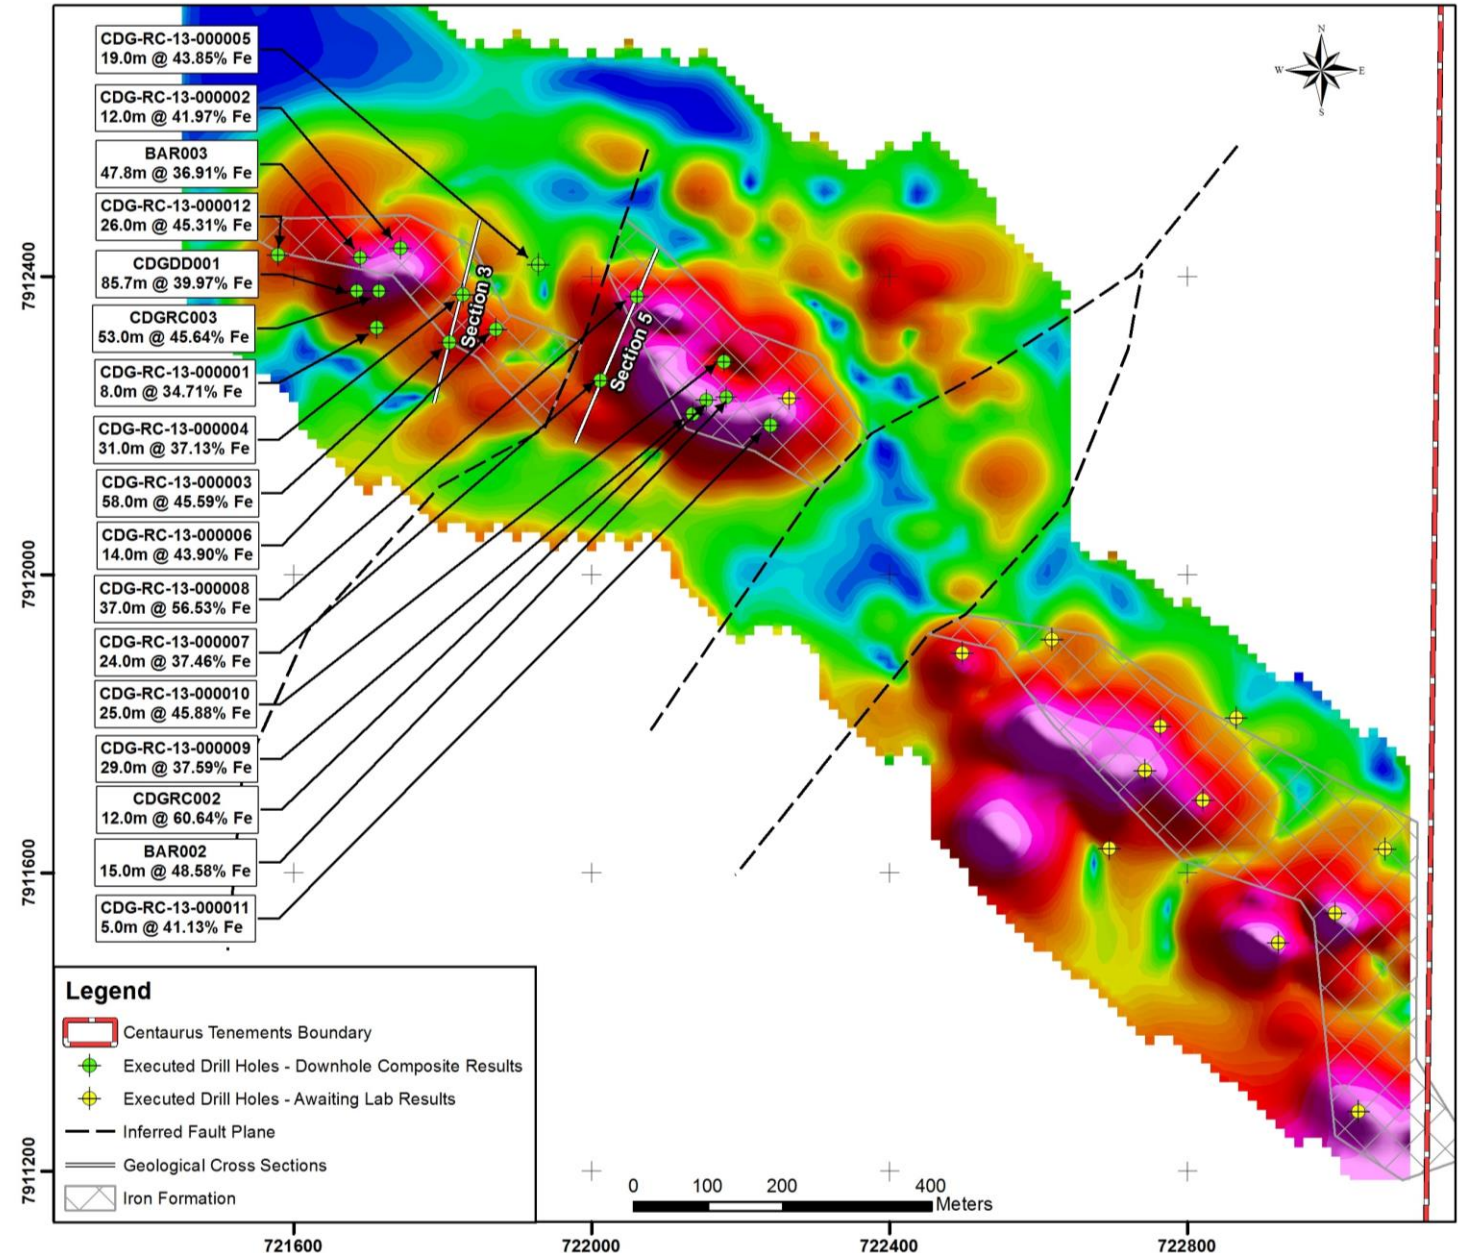 CDG-RC-13-000005
19.0m @ 43.85% Fe
CDG-RC-13-000002
12.0m @ 41.97% Fe
BAR003
47.8m @ 36.91% Fe
CDG-RC-13-000012
26.0m @ 45.31% Fe
CDGDD001
85.7m @ 39.97% Fe
CDGRC003
53.0m @ 45.64% Fe
CDG-RC-13-000001
8.0m @ 34.71% Fe
CDG-RC-13-000004
31.0m @ 37.13% Fe
CDG-RC-13-000003
58.0m @ 45.59% Fe
CDG-RC-13-000006
14.0m @ 43.90% Fe
CDG-RC-13-000008
37.0m @ 56.53% Fe
CDG-RC-13-000007
24.0m @ 37.46% Fe
CDG-RC-13-000010
25.0m @ 45.88% Fe
CDG-RC-13-000009
29.0m @ 37.59% Fe
CDGRC002
12.0m @ 60.64% Fe
BAR002
15.0m @ 48.58% Fe
CDG-RC-13-000011
5.0m @ 41.13% Fe
Section 3
Section 5
N
W
E
S
7912400
7912000
7911600
7911200
Legend
Centaurus Tenements Boundary
Executed Drill Holes - Downhole Composite Results
Executed Drill Holes - Awaiting Lab Results
Inferred Fault Plane
Geological Cross Sections
Iron Formation
0 100 200 400
Meters
721600 722000 722400 722800